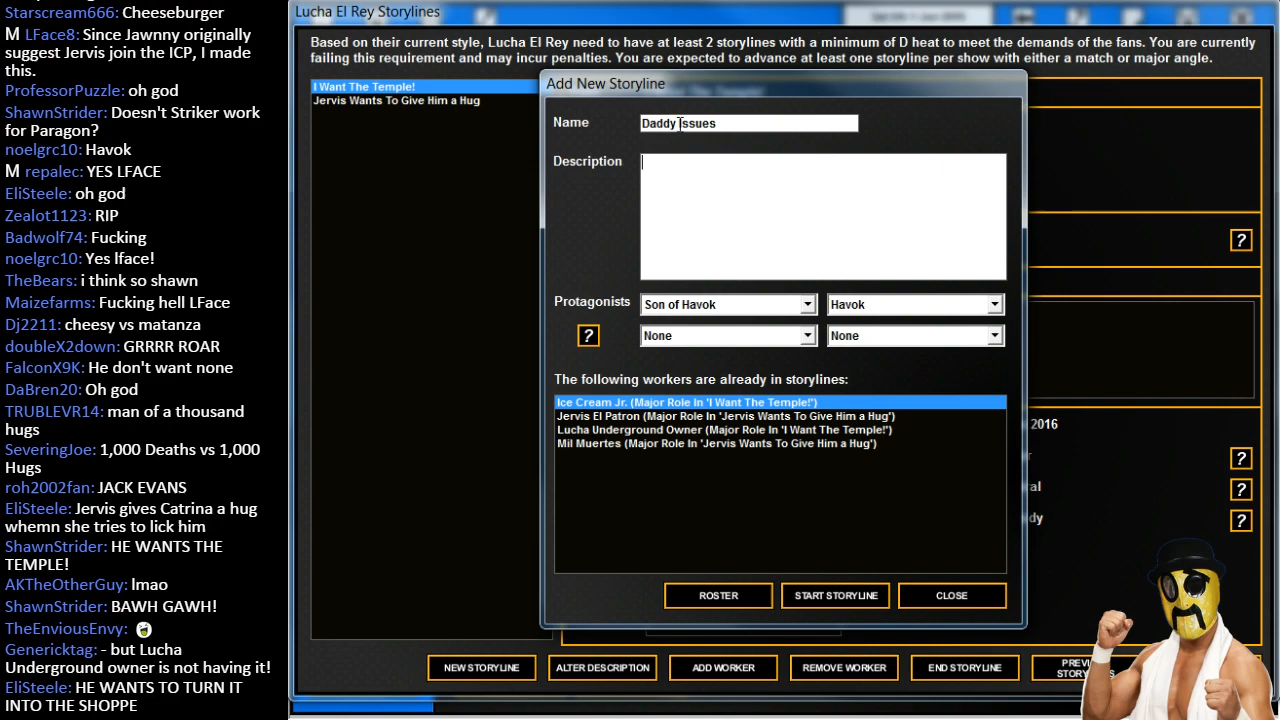 Starscream666: Cheeseburger
M LFace8: Since Jawnny originally
suggest Jervis join the ICP, I made
this.
ProfessorPuzzle: oh god
ShawnStrider: Doesn't Striker work
for Paragon?
noelgrc10: Havok
M repalec: YES LFACE
EliSteele: oh god
Zealot1123: RIP
Badwolf74: Fucking
noelgrc10: Yes lface!
TheBears: i think so shawn
Maizefarms: Fucking hell LFace
Dj2211: cheesy vs matanza
doubleX2down: GRRRR ROAR
FalconX9K: He don't want none
DaBren20: Oh god
TRUBLEVR14: man of a thousand
hugs
SeveringJoe: 1,000 Deaths vs 1,000
Hugs
roh2002fan: JACK EVANS
EliSteele: Jervis gives Catrina a hug
whemn she tries to lick him
ShawnStrider: HE WANTS THE
TEMPLE!
AKTheOtherGuy: lmao
ShawnStrider: BAWH GAWH!
TheEnviousEnvy:
Genericktag: - but Lucha
Underground owner is not having it!
EliSteele: HE WANTS TO TURN IT
INTO THE SHOPPE
Lucha El Rey Storylines
Based on their current style, Lucha El Rey need to have at least 2 storylines with a minimum of D heat to meet the demands of the fans. You are currently
failing this requirement and may incur penalties. You are expected to advance at least one storyline per show with either a match or major angle.
I Want The Temple!
Jervis Wants To Give Him a Hug
Add New Storyline
Name
Daddy Issues
Description
Protagonists
Son of Havok
Havok
?
None
None
The following workers are already in storylines:
Ice Cream Jr. (Major Role In 'I Want The Temple!')
Jervis El Patron (Major Role In 'Jervis Wants To Give Him a Hug')
Lucha Underground Owner (Major Role In 'I Want The Temple!')
Mil Muertes (Major Role In 'Jervis Wants To Give Him a Hug')
ROSTER
START STORYLINE
CLOSE
?
2016
?
?
?
NEW STORYLINE
ALTER DESCRIPTION
ADD WORKER
REMOVE WORKER
END STORYLINE